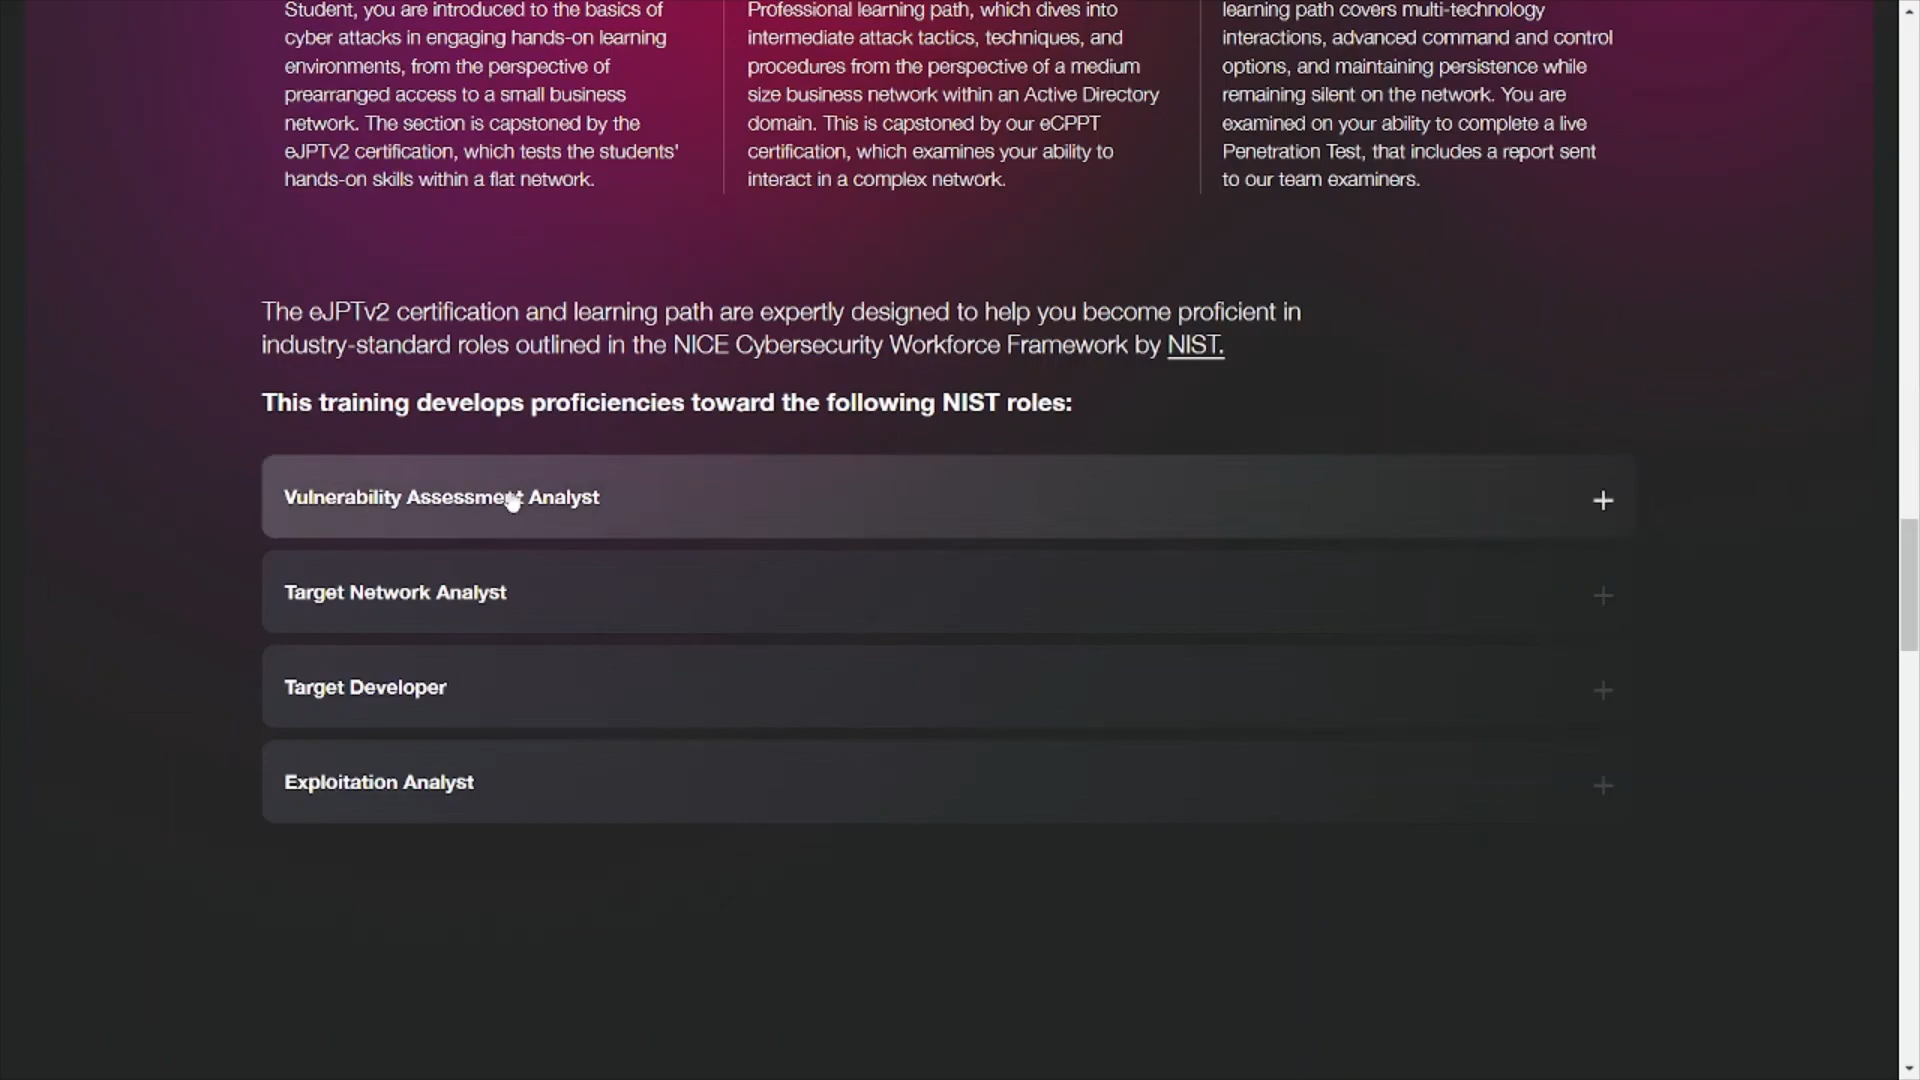 Student, you are introduced to the basics of
cyber attacks in engaging hands-on learning
environments, from the perspective of
prearranged access to a small business
network. The section is capstoned by the
eJPTv2 certification, which tests the students'
hands-on skills within a flat network.
Professional learning path, which dives into
intermediate attack tactics, techniques, and
procedures from the perspective of a medium
size business network within an Active Directory
domain. This is capstoned by our eCPPT
certification, which examines your ability to
interact in a complex network.
learning path covers multi-technology
interactions, advanced command and control
options, and maintaining persistence while
remaining silent on the network. You are
examined on your ability to complete a live
Penetration Test, that includes a report sent
to our team examiners.
The eJPTv2 certification and learning path are expertly designed to help you become proficient in
industry-standard roles outlined in the NICE Cybersecurity Workforce Framework by NIST.
This training develops proficiencies toward the following NIST roles:
Vulnerability Assessment Analyst
Target Network Analyst
Target Developer
Exploitation Analyst